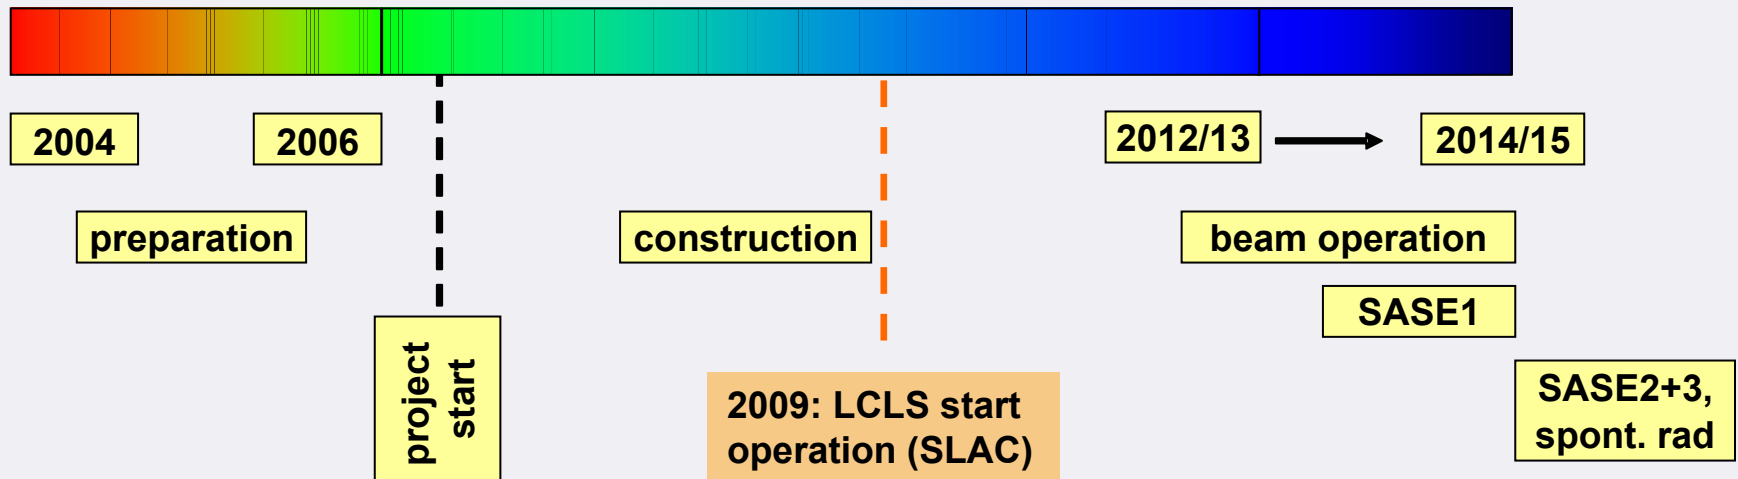 2004
2006
2012/13
2014/15
preparation
construction
beam operation
SASE1
project
start
2009: LCLS start
operation (SLAC)
SASE2+3,
spont. rad